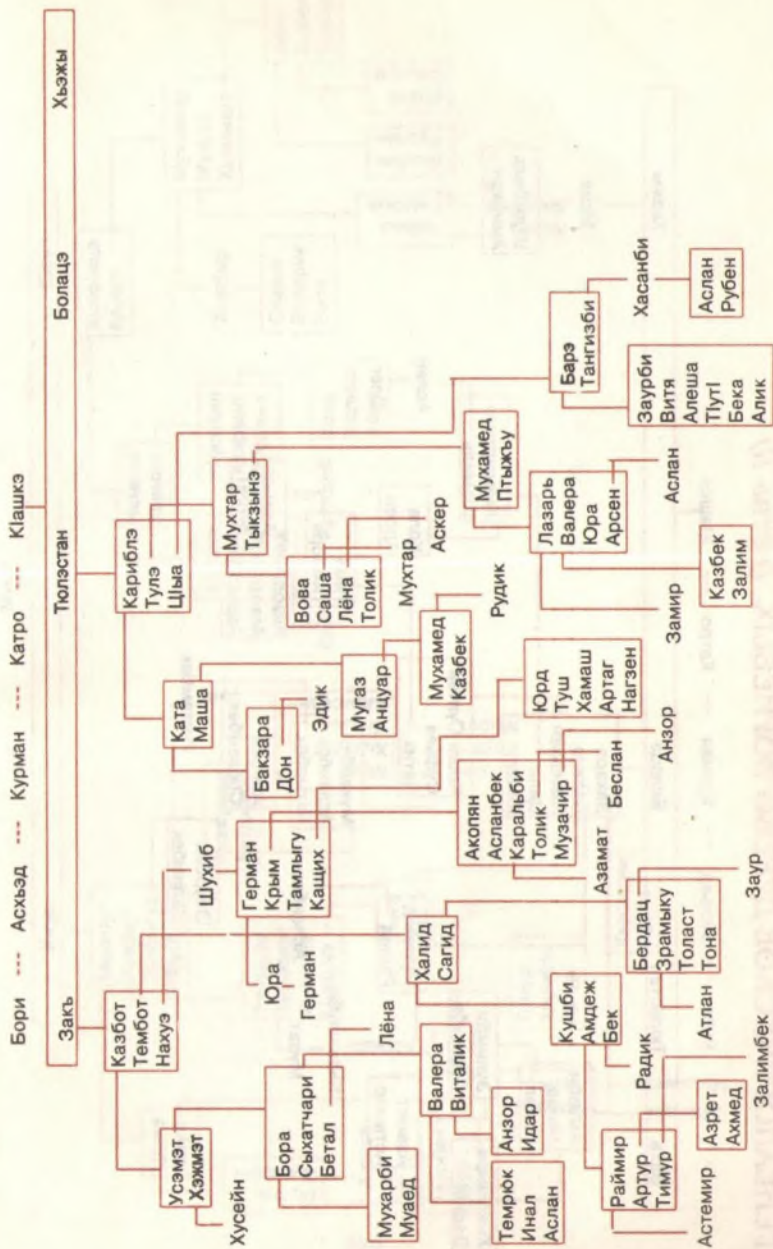 Бори --- Асхьэд --- Курман --- Катро --- КIашкэ
Закъ Тюлэстан Болацэ Хьэжы
Казбот
Тембот
Нахуэ
Кариблэ
Тулэ
ЦIыа
Усэмэт
Хэжмэт
Шухиб
Ката
Маша
Мухтар
Тыкзынэ
Хусейн
Бора
Сыхатчари
Бетал
Юра
Герман
Герман
Крым
Тамлыгу
Кащих
Бакзара
Дон
Эдик
Вова
Саша
Лёна
Толик
Мухтар
Аскер
Мухарби
Муаед
Лёна
Валера
Виталик
Халид
Сагид
Мугаз
Анцуар
Мухамед
Казбек
Рудик
Мухамед
Птыжъу
Барэ
Тангизби
Темрюк
Инал
Аслан
Анзор
Идар
Кушби
Амдеж
Бек
Акопян
Асланбек
Каральби
Толик
Музачир
Юрд
Туш
Хамаш
Артаг
Нагзен
Лазарь
Валера
Юра
Арсен
Аслан
Заурби
Витя
Алеша
ТIутI
Бека
Алик
Хасанби
Аслан
Рубен
Раймир
Артур
Тимур
Радик
Бердац
Зрамыку
Толаст
Тона
Азамат
Беслан
Анзор
Замир
Казбек
Залим
Астемир
Азрет
Ахмед
Залимбек
Атлан
Заур